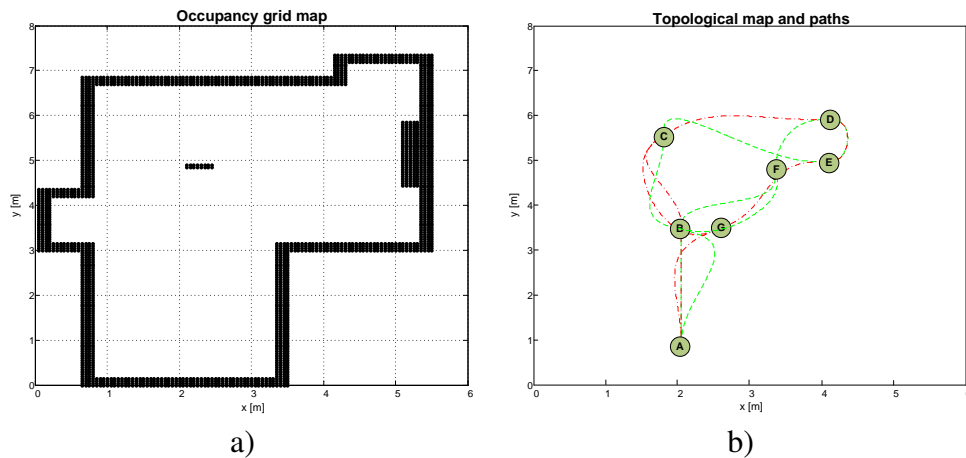 Occupancy grid map
8
7
6
5
4
3
2
1
0
y [m]
0 1 2 3 4 5 6
x [m]
a)
Topological map and paths
8
7
6
5
4
3
2
1
0
y [m]
C
D
E
F
B
G
A
0 1 2 3 4 5 6
x [m]
b)